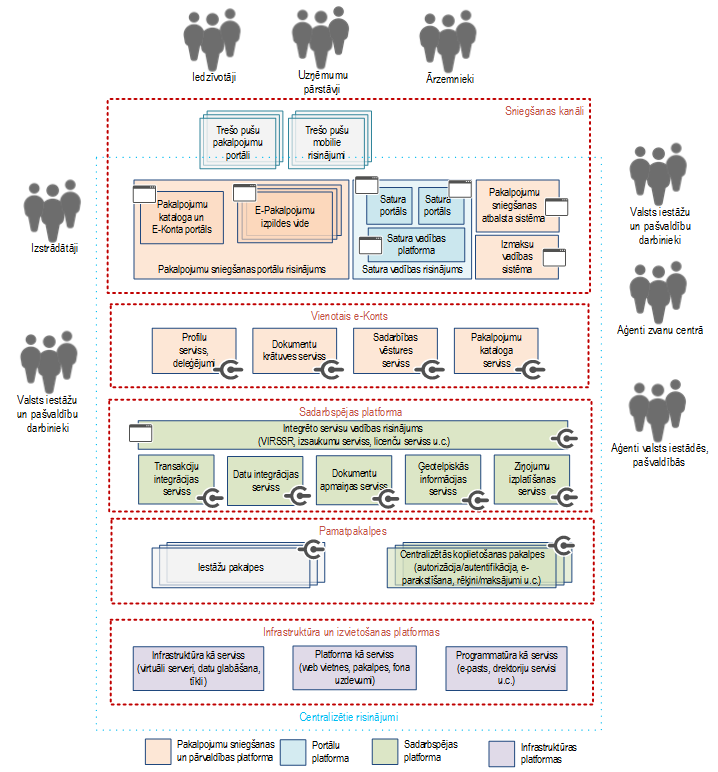 Iedzīvotāji
Uzņēmumu
pārstāvji
Ārzemnieki
Sniegšanas kanāli
Trešo pušu
pakalpojumu
portāli
Trešo pušu
mobilie
risinājumi
Izstrādātāji
Valsts iestāžu
un pašvaldību
darbinieki
Valsts iestāžu
un pašvaldību
darbinieki
Aģenti zvanu centrā
Aģenti valsts iestādēs,
pašvaldībās
Pakalpojumu
kataloga un
E-Konta portāls
E-Pakalpojumu
izpildes vide
Pakalpojumu sniegšanas portālu risinājums
Satura
portāls
Satura
portāls
Satura vadības
platforma
Satura vadības risinājums
Pakalpojumu
sniegšanas
atbalsta sistēma
Izmaksu
vadības
sistēma
Vienotais e-Konts
Profilu
serviss,
deleģējumi
Dokumentu
krātuves serviss
Sadarbības
vēstures
serviss
Pakalpojumu
kataloga
serviss
Sadarbspējas platforma
Integrēto servisu vadības risinājums
(VIRSSR, izsaukumu serviss, licenču serviss u.c.)
Transakciju
integrācijas
serviss
Datu integrācijas
serviss
Dokumentu
apmaiņas serviss
Ģeotelpiskās
informācijas
serviss
Ziņojumu
izplatīšanas
serviss
Pamatpakalpes
Iestāžu pakalpes
Centralizētās koplietošanas pakalpes
(autorizācija/autentifikācija, e-
parakstīšana, rēķini/maksājumi u.c.)
Infrastruktūra un izvietošanas platformas
Infrastruktūra kā serviss
(virtuāli serveri, datu glabāšana,
tīkli)
Platforma kā serviss
(web vietnes, pakalpes, fona
uzdevumi)
Programmatūra kā serviss
(e-pasts, drektoriju servisi
u.c.)
Centralizētie risinājumi
Pakalpojumu sniegšanas
un pārvaldības platforma
Portālu
platforma
Sadarbspējas
platforma
Infrastruktūras
platformas